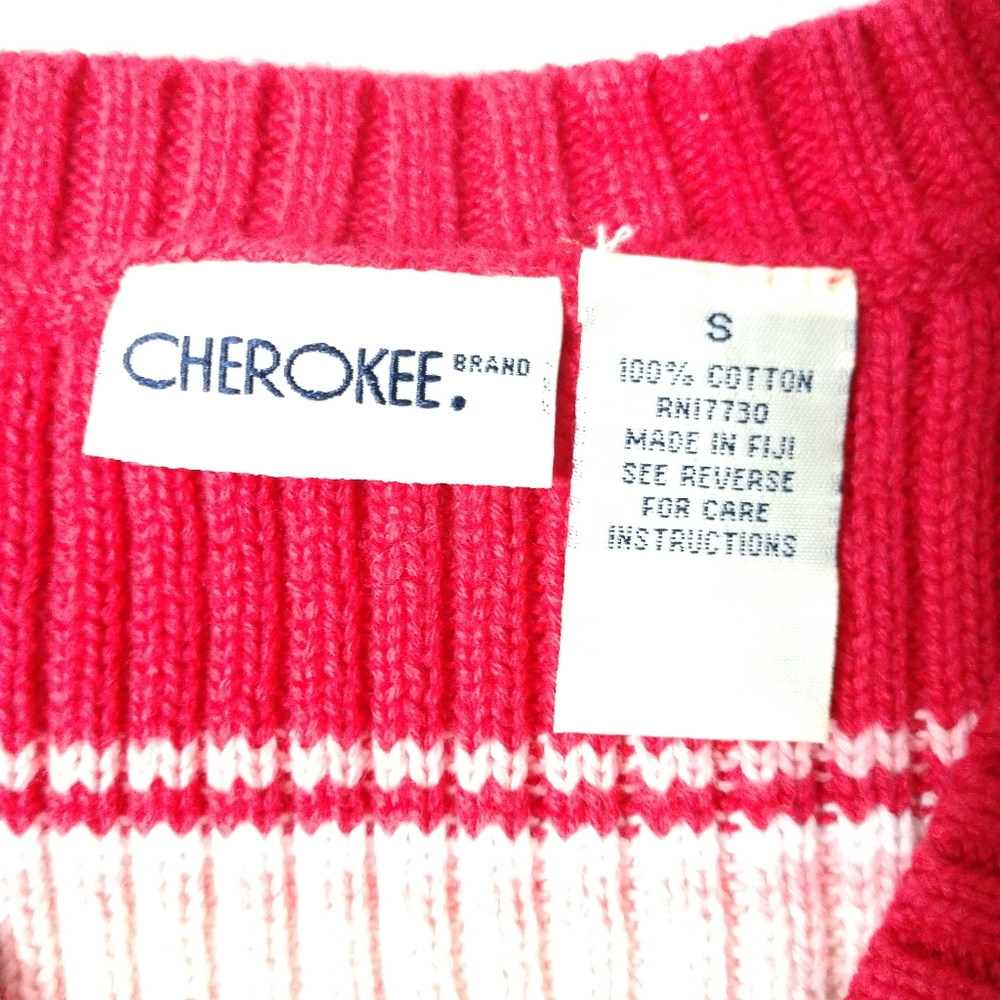 CHEROKEE. BRAND
S
100% COTTON
RN17730
MADE IN FIJI
SEE REVERSE
FOR CARE
INSTRUCTIONS